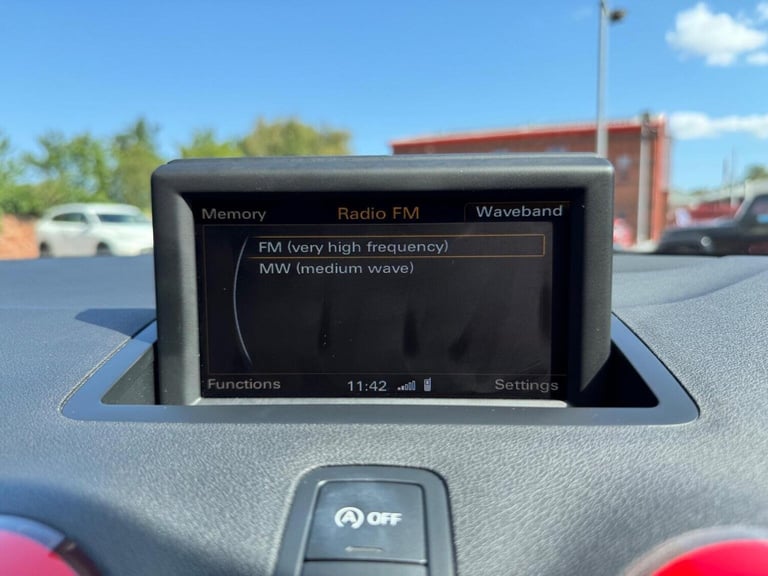 Memory Radio FM Waveband
FM (very high frequency)
MW (medium wave)
Functions 11:42 Settings
A OFF